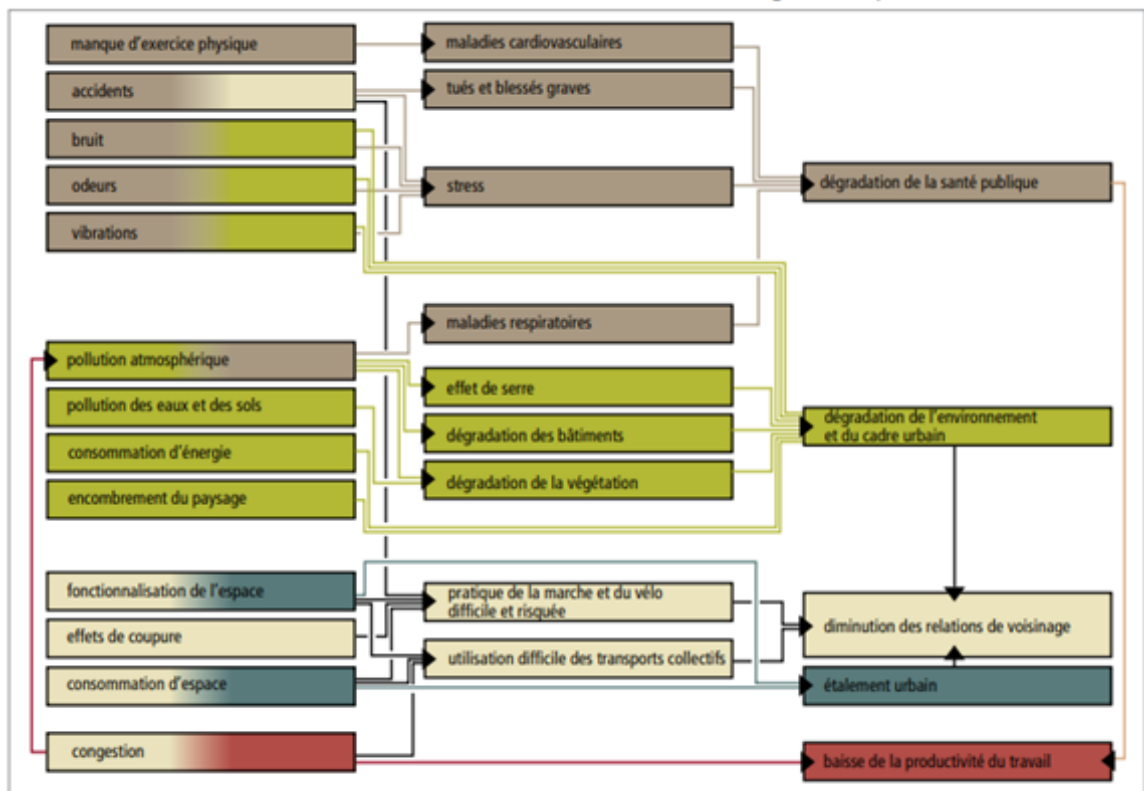 manque d'exercice physique
accidents
bruit
odeurs
vibrations
pollution atmosphérique
pollution des eaux et des sols
consommation d'énergie
encombrement du paysage
fonctionnalisation de l'espace
effets de coupure
consommation d'espace
congestion
maladies cardiovasculaires
tués et blessés graves
stress
maladies respiratoires
effet de serre
dégradation des bâtiments
dégradation de la végétation
pratique de la marche et du vélo
difficile et risquée
utilisation difficile des transports collectifs
dégradation de la santé publique
dégradation de l'environnement
et du cadre urbain
diminution des relations de voisinage
étalement urbain
baisse de la productivité du travail